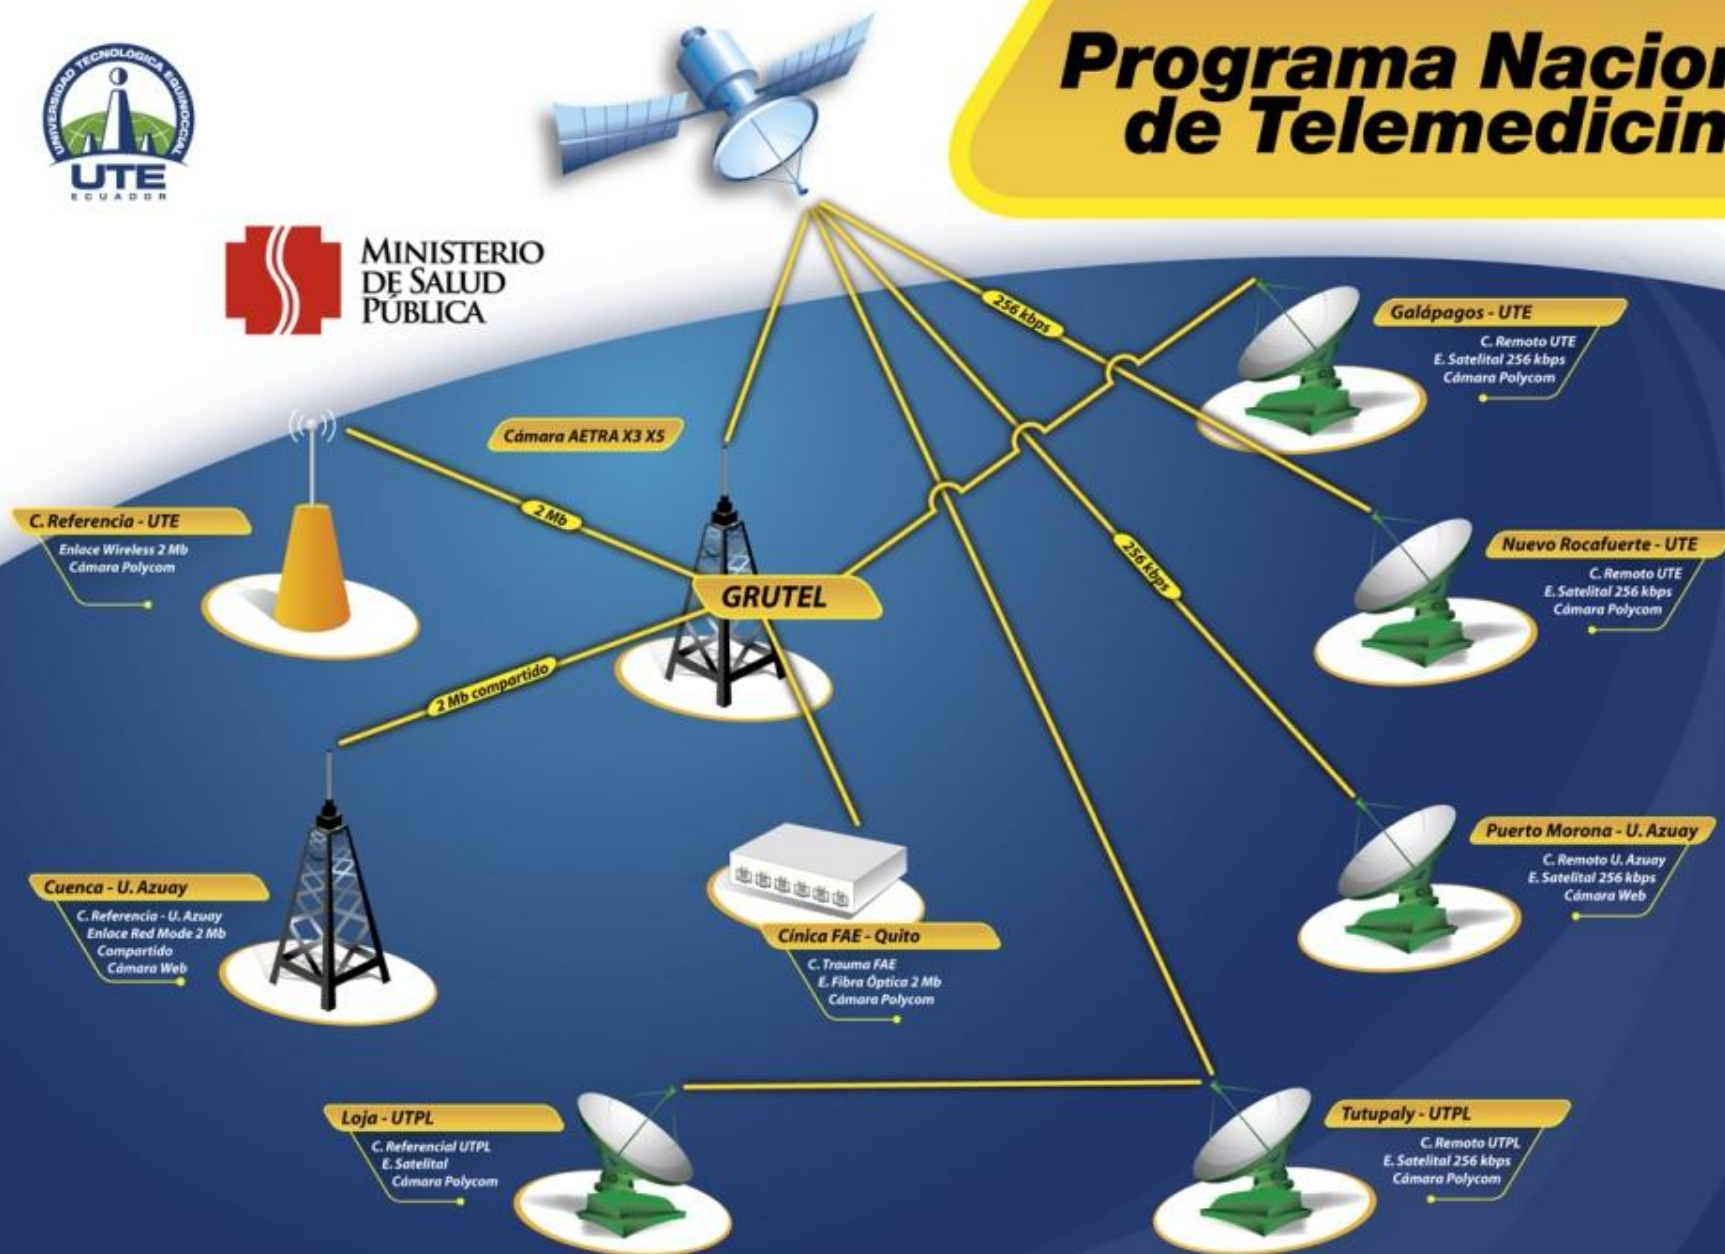 UNIVERSIDAD TECNOLÓGICA EQUINOCCIAL
UTE
ECUADOR
Programa Nacion
de Telemedicin
MINISTERIO
DE SALUD
PÚBLICA
256 kbps
Galápagos - UTE
C. Remoto UTE
E. Satelital 256 kbps
Cámara Polycom
Cámara AETRA X3 X5
2 Mb
C. Referencia - UTE
Enlace Wireless 2 Mb
Cámara Polycom
256 kbps
Nuevo Rocafuerte - UTE
C. Remoto UTE
E. Satelital 256 kbps
Cámara Polycom
GRUTEL
2 Mb compartido
Puerto Morona - U. Azuay
C. Remoto U. Azuay
E. Satelital 256 kbps
Cámara Web
Cuenca - U. Azuay
C. Referencia - U. Azuay
Enlace Red Mode 2 Mb
Compartido
Cámara Web
Cínica FAE - Quito
C. Trauma FAE
E. Fibra Óptica 2 Mb
Cámara Polycom
Loja - UTPL
C. Referencial UTPL
E. Satelital
Cámara Polycom
Tutupaly - UTPL
C. Remoto UTPL
E. Satelital 256 kbps
Cámara Polycom